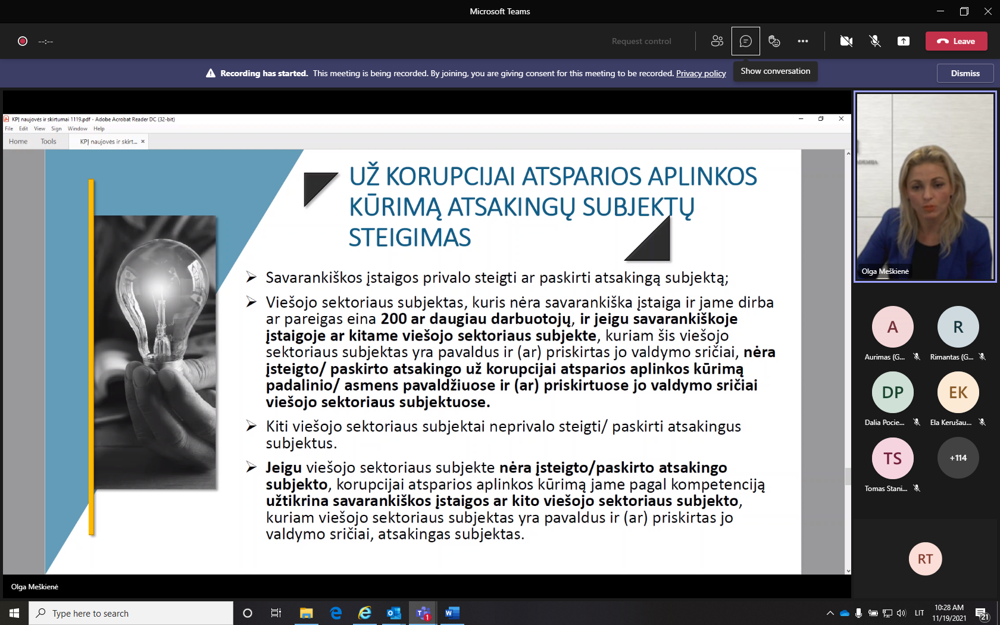 Microsoft Teams
--:--
Request control
Leave
Recording has started. This meeting is being recorded. By joining, you are giving consent for this meeting to be recorded. Privacy policy
Show conversation
Dismiss
KPĮ naujovės ir skirtumai 1119.pdf - Adobe Acrobat Reader DC (32-bit)
File Edit View Sign Window Help
Home Tools KPĮ naujovės ir skirt...
UŽ KORUPCIJAI ATSPARIOS APLINKOS
KŪRIMĄ ATSAKINGŲ SUBJEKTŲ
STEIGIMAS
Savarankiškos įstaigos privalo steigti ar paskirti atsakingą subjektą;
Viešojo sektoriaus subjektas, kuris nėra savarankiška įstaiga ir jame dirba
ar pareigas eina 200 ar daugiau darbuotojų, ir jeigu savarankiškoje
įstaigoje ar kitame viešojo sektoriaus subjekte, kuriam šis viešojo
sektoriaus subjektas yra pavaldus ir (ar) priskirtas jo valdymo sričiai, nėra
įsteigto/ paskirto atsakingo už korupcijai atsparios aplinkos kūrimą
padalinio/ asmens pavaldžiuose ir (ar) priskirtuose jo valdymo sričiai
viešojo sektoriaus subjektuose.
Kiti viešojo sektoriaus subjektai neprivalo steigti/ paskirti atsakingus
subjektus.
Jeigu viešojo sektoriaus subjekte nėra įsteigto/paskirto atsakingo
subjekto, korupcijai atsparios aplinkos kūrimą jame pagal kompetenciją
užtikrina savarankiškos įstaigos ar kito viešojo sektoriaus subjekto,
kuriam viešojo sektoriaus subjektas yra pavaldus ir (ar) priskirtas jo
valdymo sričiai, atsakingas subjektas.
Olga Meškienė
Olga Meškienė
A
R
Aurimas (G...
Rimantas (G...
DP
EK
Dalia Pocie...
Ela Kerušau...
TS
+114
Tomas Stani...
RT
Type here to search
1
LIT
10:28 AM
11/19/2021
21